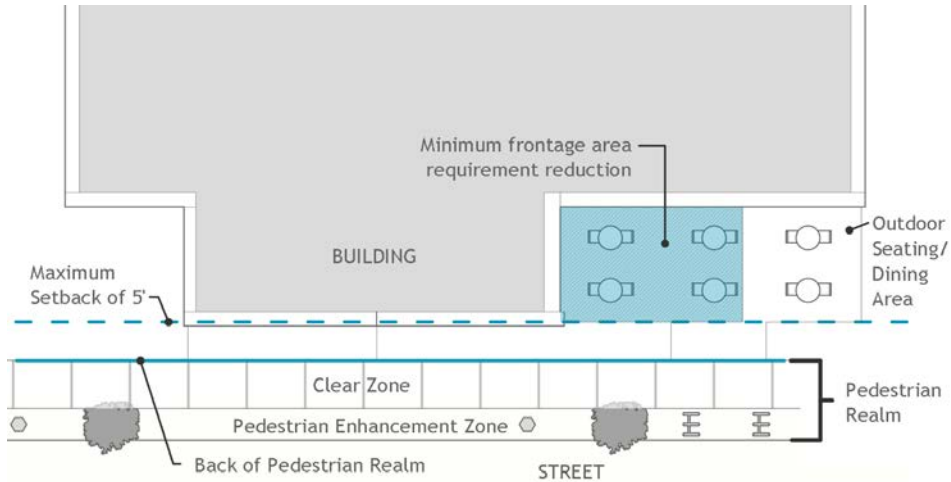 Minimum frontage area
requirement reduction
BUILDING
Outdoor
Seating/
Dining
Area
Maximum
Setback of 5'
Clear Zone
Pedestrian
Realm
Pedestrian Enhancement Zone
Back of Pedestrian Realm
STREET